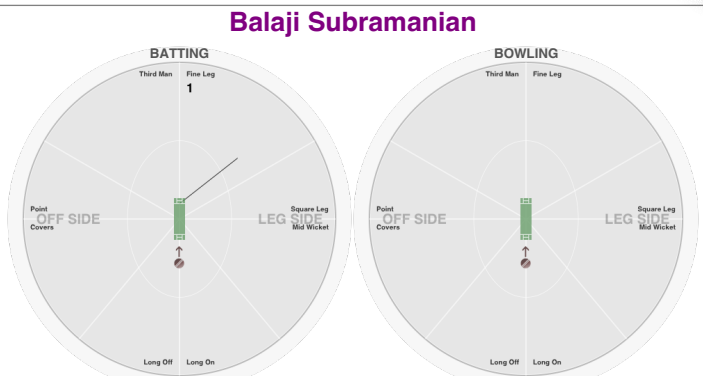 Balaji Subramanian
BATTING
Third Man
Fine Leg
1
Point
OFF SIDE
Covers
Square Leg
LEG SIDE
Mid Wicket
Long Off
Long On
BOWLING
Third Man
Fine Leg
Point
OFF SIDE
Covers
Square Leg
LEG SIDE
Mid Wicket
Long Off
Long On